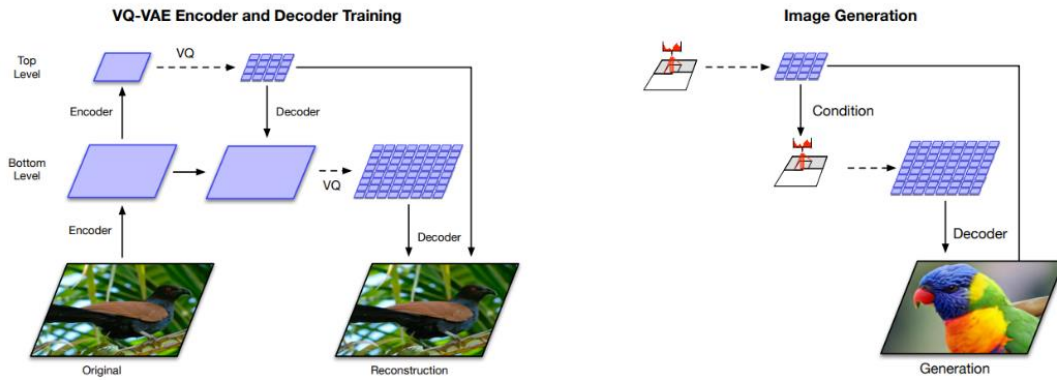 VQ-VAE Encoder and Decoder Training
Image Generation
Top
Level
VQ
Encoder
Decoder
Condition
Bottom
Level
VQ
Encoder
Decoder
Decoder
Original
Reconstruction
Generation